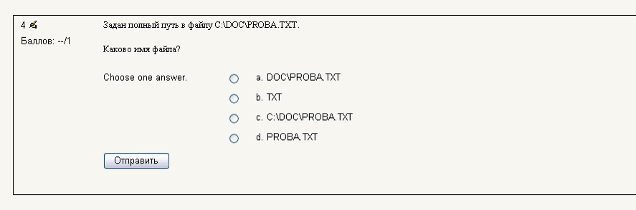 4
Задан полный путь в файлу C:\DOC\PROBA.TXT.
Баллов: --/1
Каково имя файла?
Choose one answer.
a. DOC\PROBA.TXT
b. TXT
c. C:\DOC\PROBA.TXT
d. PROBA.TXT
Отправить